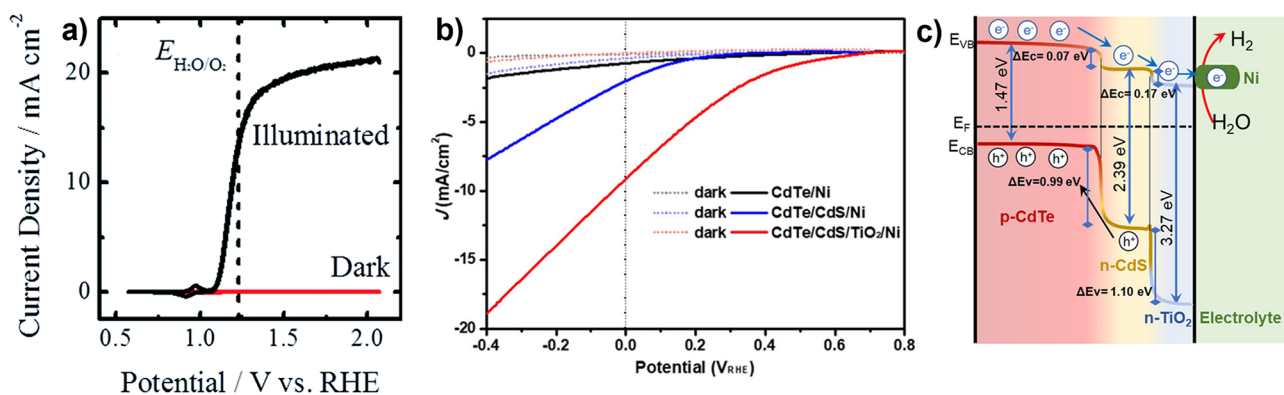 a)
E_H₂O/O₂
Illuminated
Dark
20
10
0
0.5 1.0 1.5 2.0
Current Density / mA cm⁻²
Potential / V vs. RHE
b)
0
-5
-10
-15
-20
-0.4 -0.2 0.0 0.2 0.4 0.6 0.8
J (mA/cm²)
Potential (V_RHE)
dark CdTe/Ni
dark CdTe/CdS/Ni
dark CdTe/CdS/TiO₂/Ni
c)
E_VB
E_F
E_CB
e⁻ e⁻ e⁻
e⁻
e⁻
e⁻
ΔEc= 0.07 eV
ΔEc= 0.17 eV
1.47 eV
2.39 eV
3.27 eV
H₂
Ni
H₂O
h⁺ h⁺ h⁺
h⁺
ΔEv= 0.99 eV
ΔEv= 1.10 eV
p-CdTe
n-CdS
n-TiO₂
Electrolyte